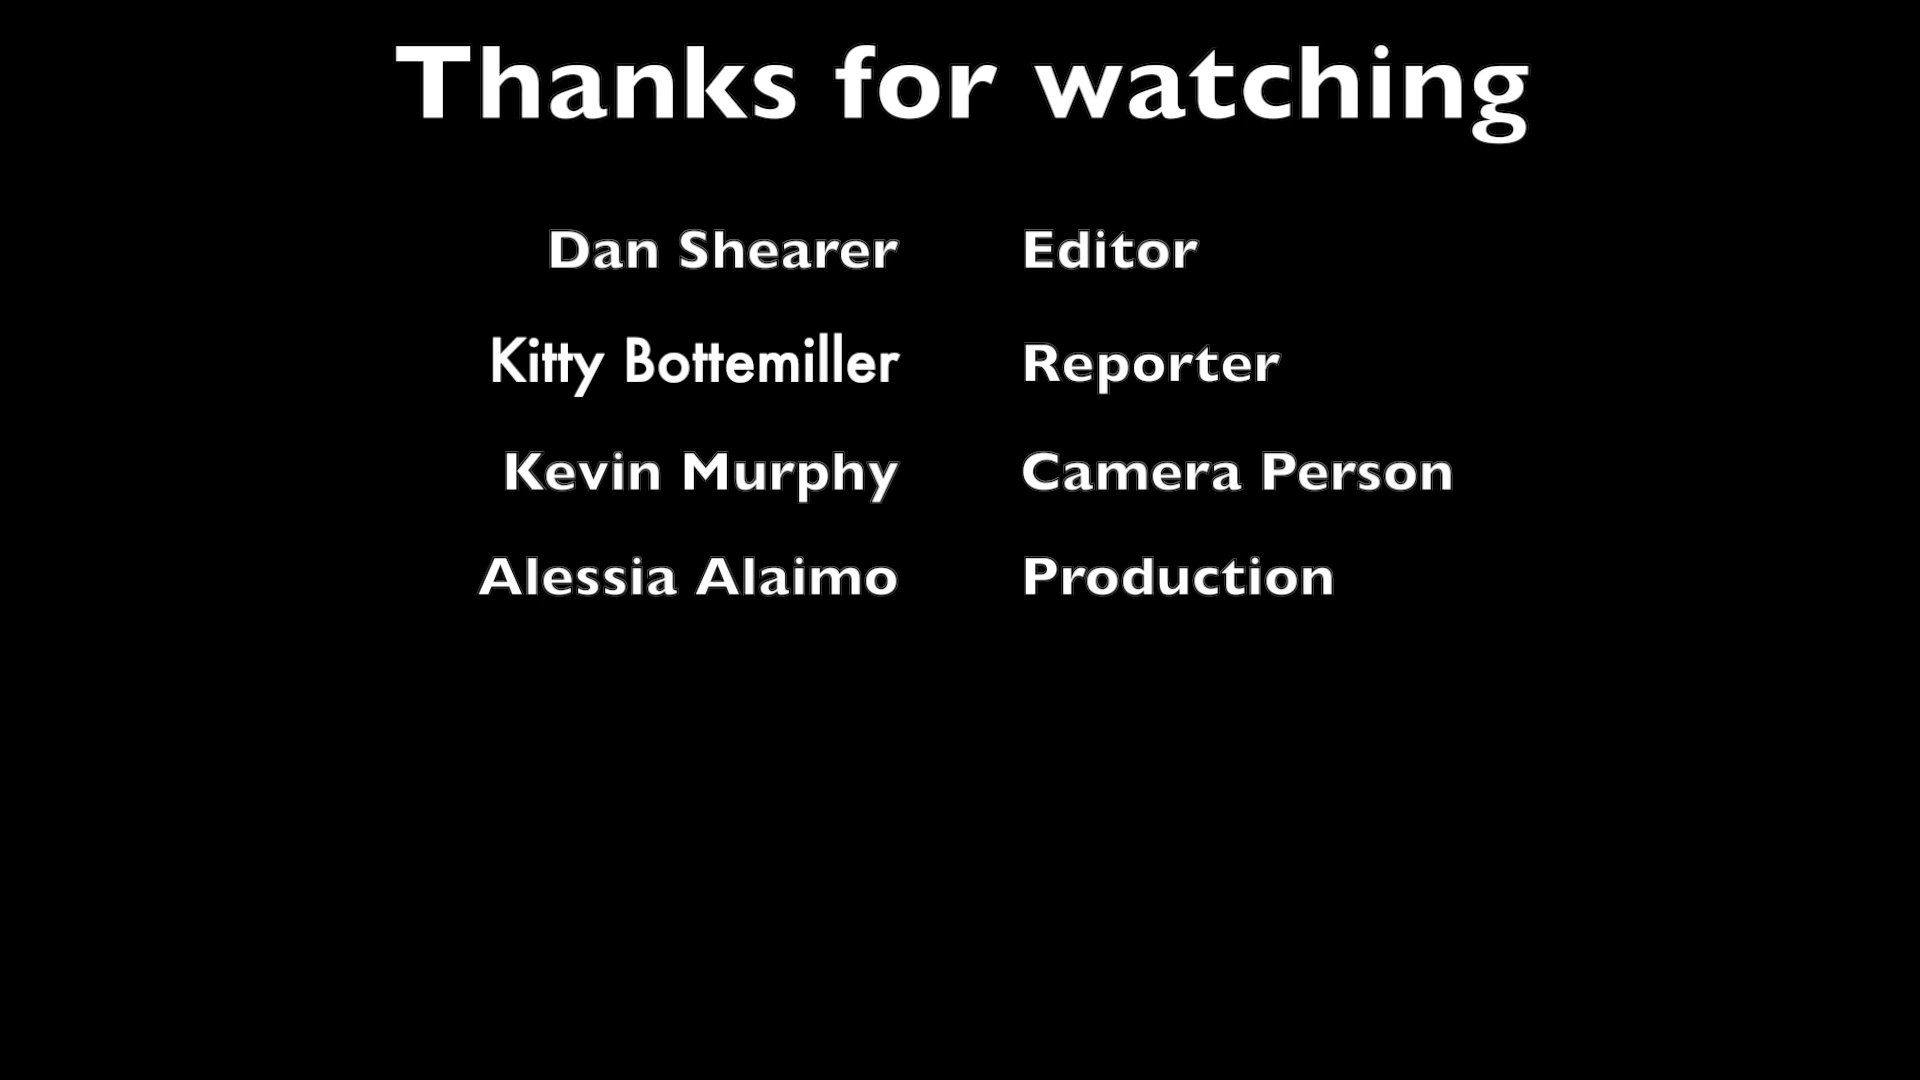 Thanks for watching
Dan Shearer Editor
Kitty Bottemiller Reporter
Kevin Murphy Camera Person
Alessia Alaimo Production